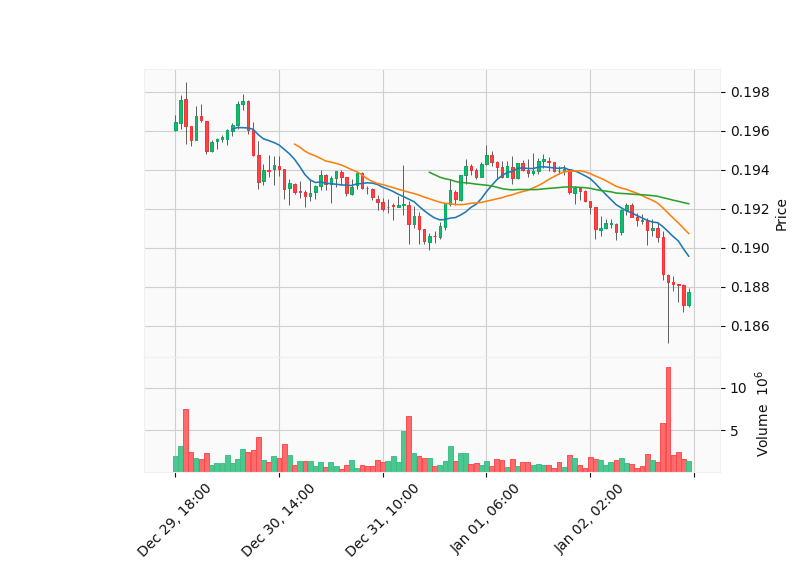 0.198
0.196
0.194
0.192
0.190
0.188
0.186
Price
10
5
Volume 10^6
Dec 29, 18:00
Dec 30, 14:00
Dec 31, 10:00
Jan 01, 06:00
Jan 02, 02:00